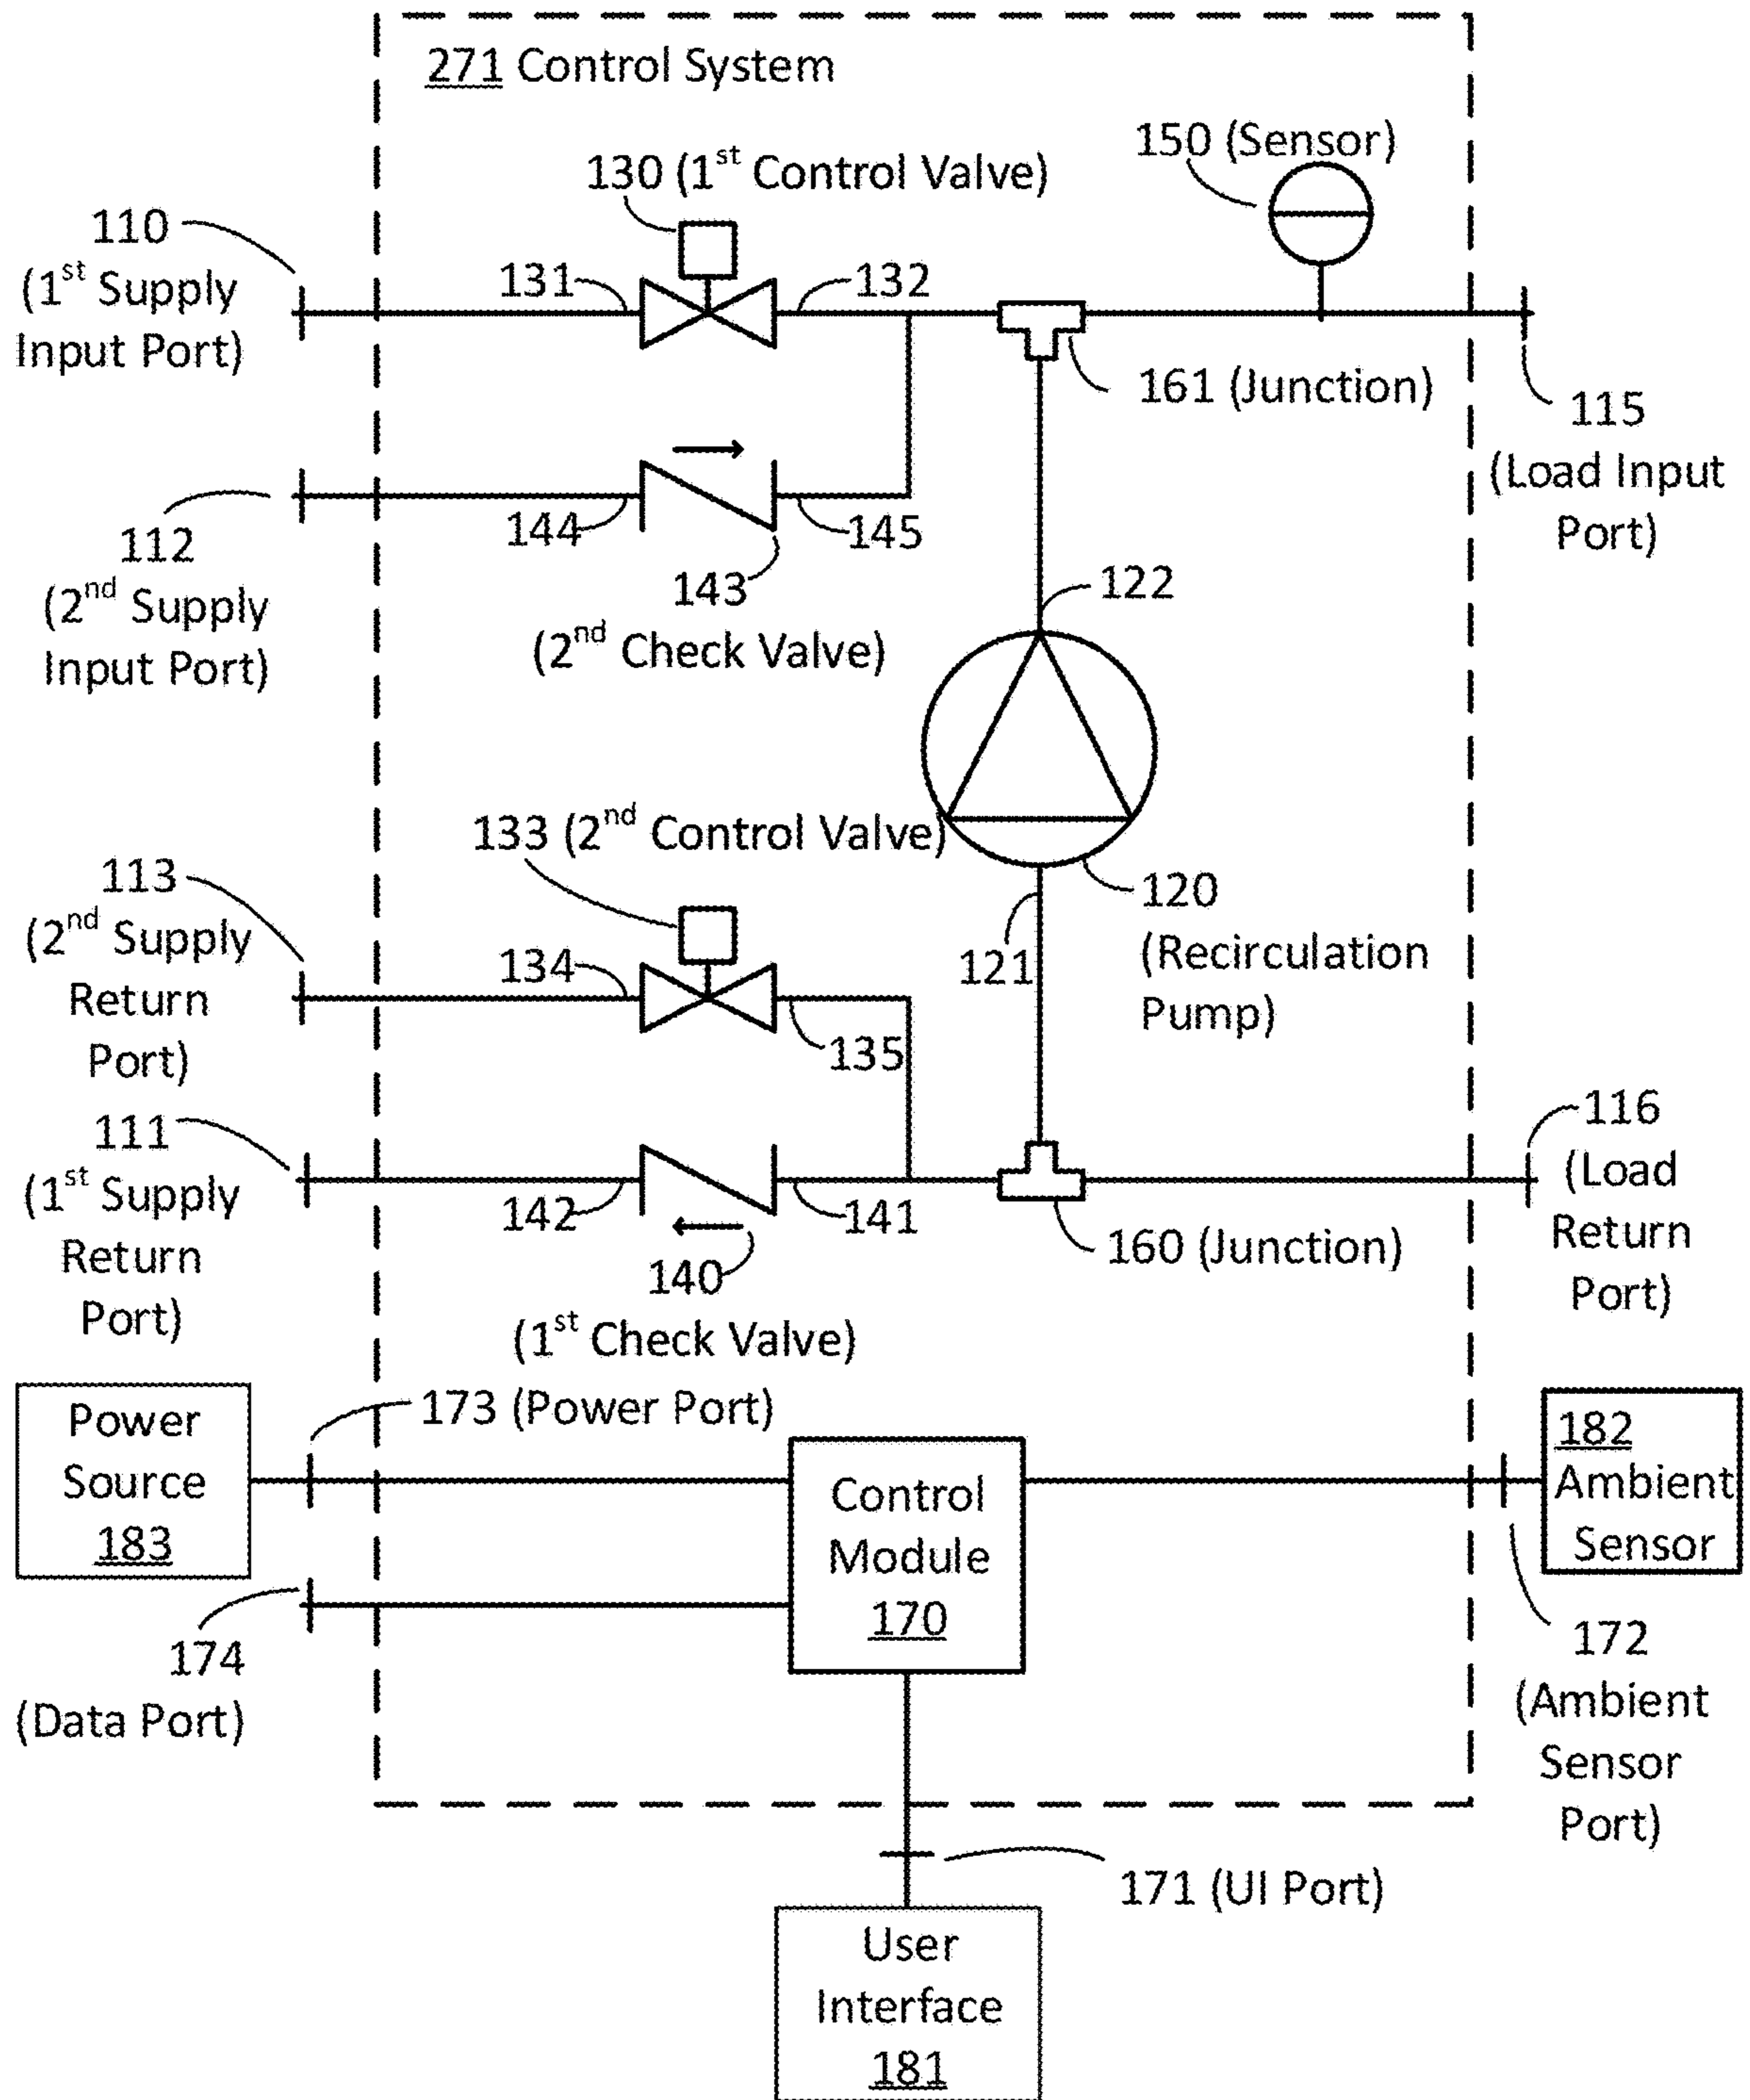 271 Control System
150 (Sensor)
130 (1st Control Valve)
110
(1st Supply
Input Port)
131
132
161 (Junction)
115
(Load Input
Port)
112
(2nd Supply
Input Port)
144
145
143
(2nd Check Valve)
122
133 (2nd Control Valve)
120
(Recirculation
Pump)
121
113
(2nd Supply
Return
Port)
134
135
111
(1st Supply
Return
Port)
142
141
140
(1st Check Valve)
160 (Junction)
116
(Load
Return
Port)
173 (Power Port)
Power
Source
183
Control
Module
170
182
Ambient
Sensor
174
(Data Port)
172
(Ambient
Sensor
Port)
171 (UI Port)
User
Interface
181